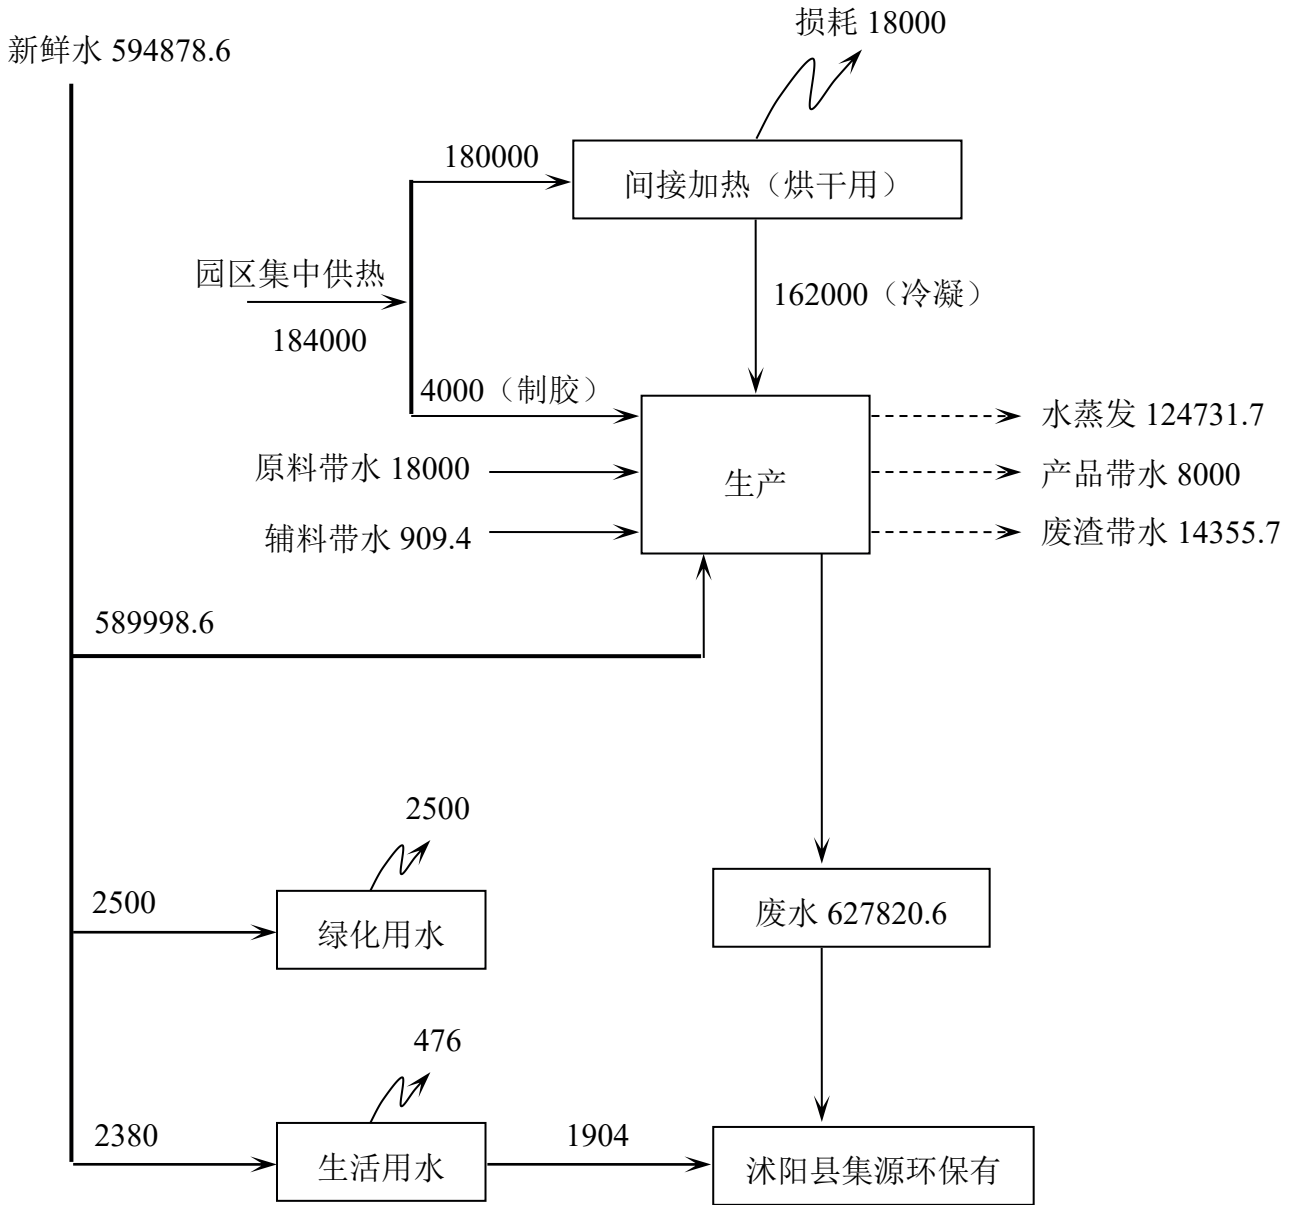 损耗 18000
新鲜水 594878.6
180000
间接加热（烘干用）
园区集中供热
184000
162000（冷凝）
4000（制胶）
水蒸发 124731.7
原料带水 18000
生产
产品带水 8000
辅料带水 909.4
废渣带水 14355.7
589998.6
2500
2500
绿化用水
废水 627820.6
476
2380
生活用水
1904
沭阳县集源环保有